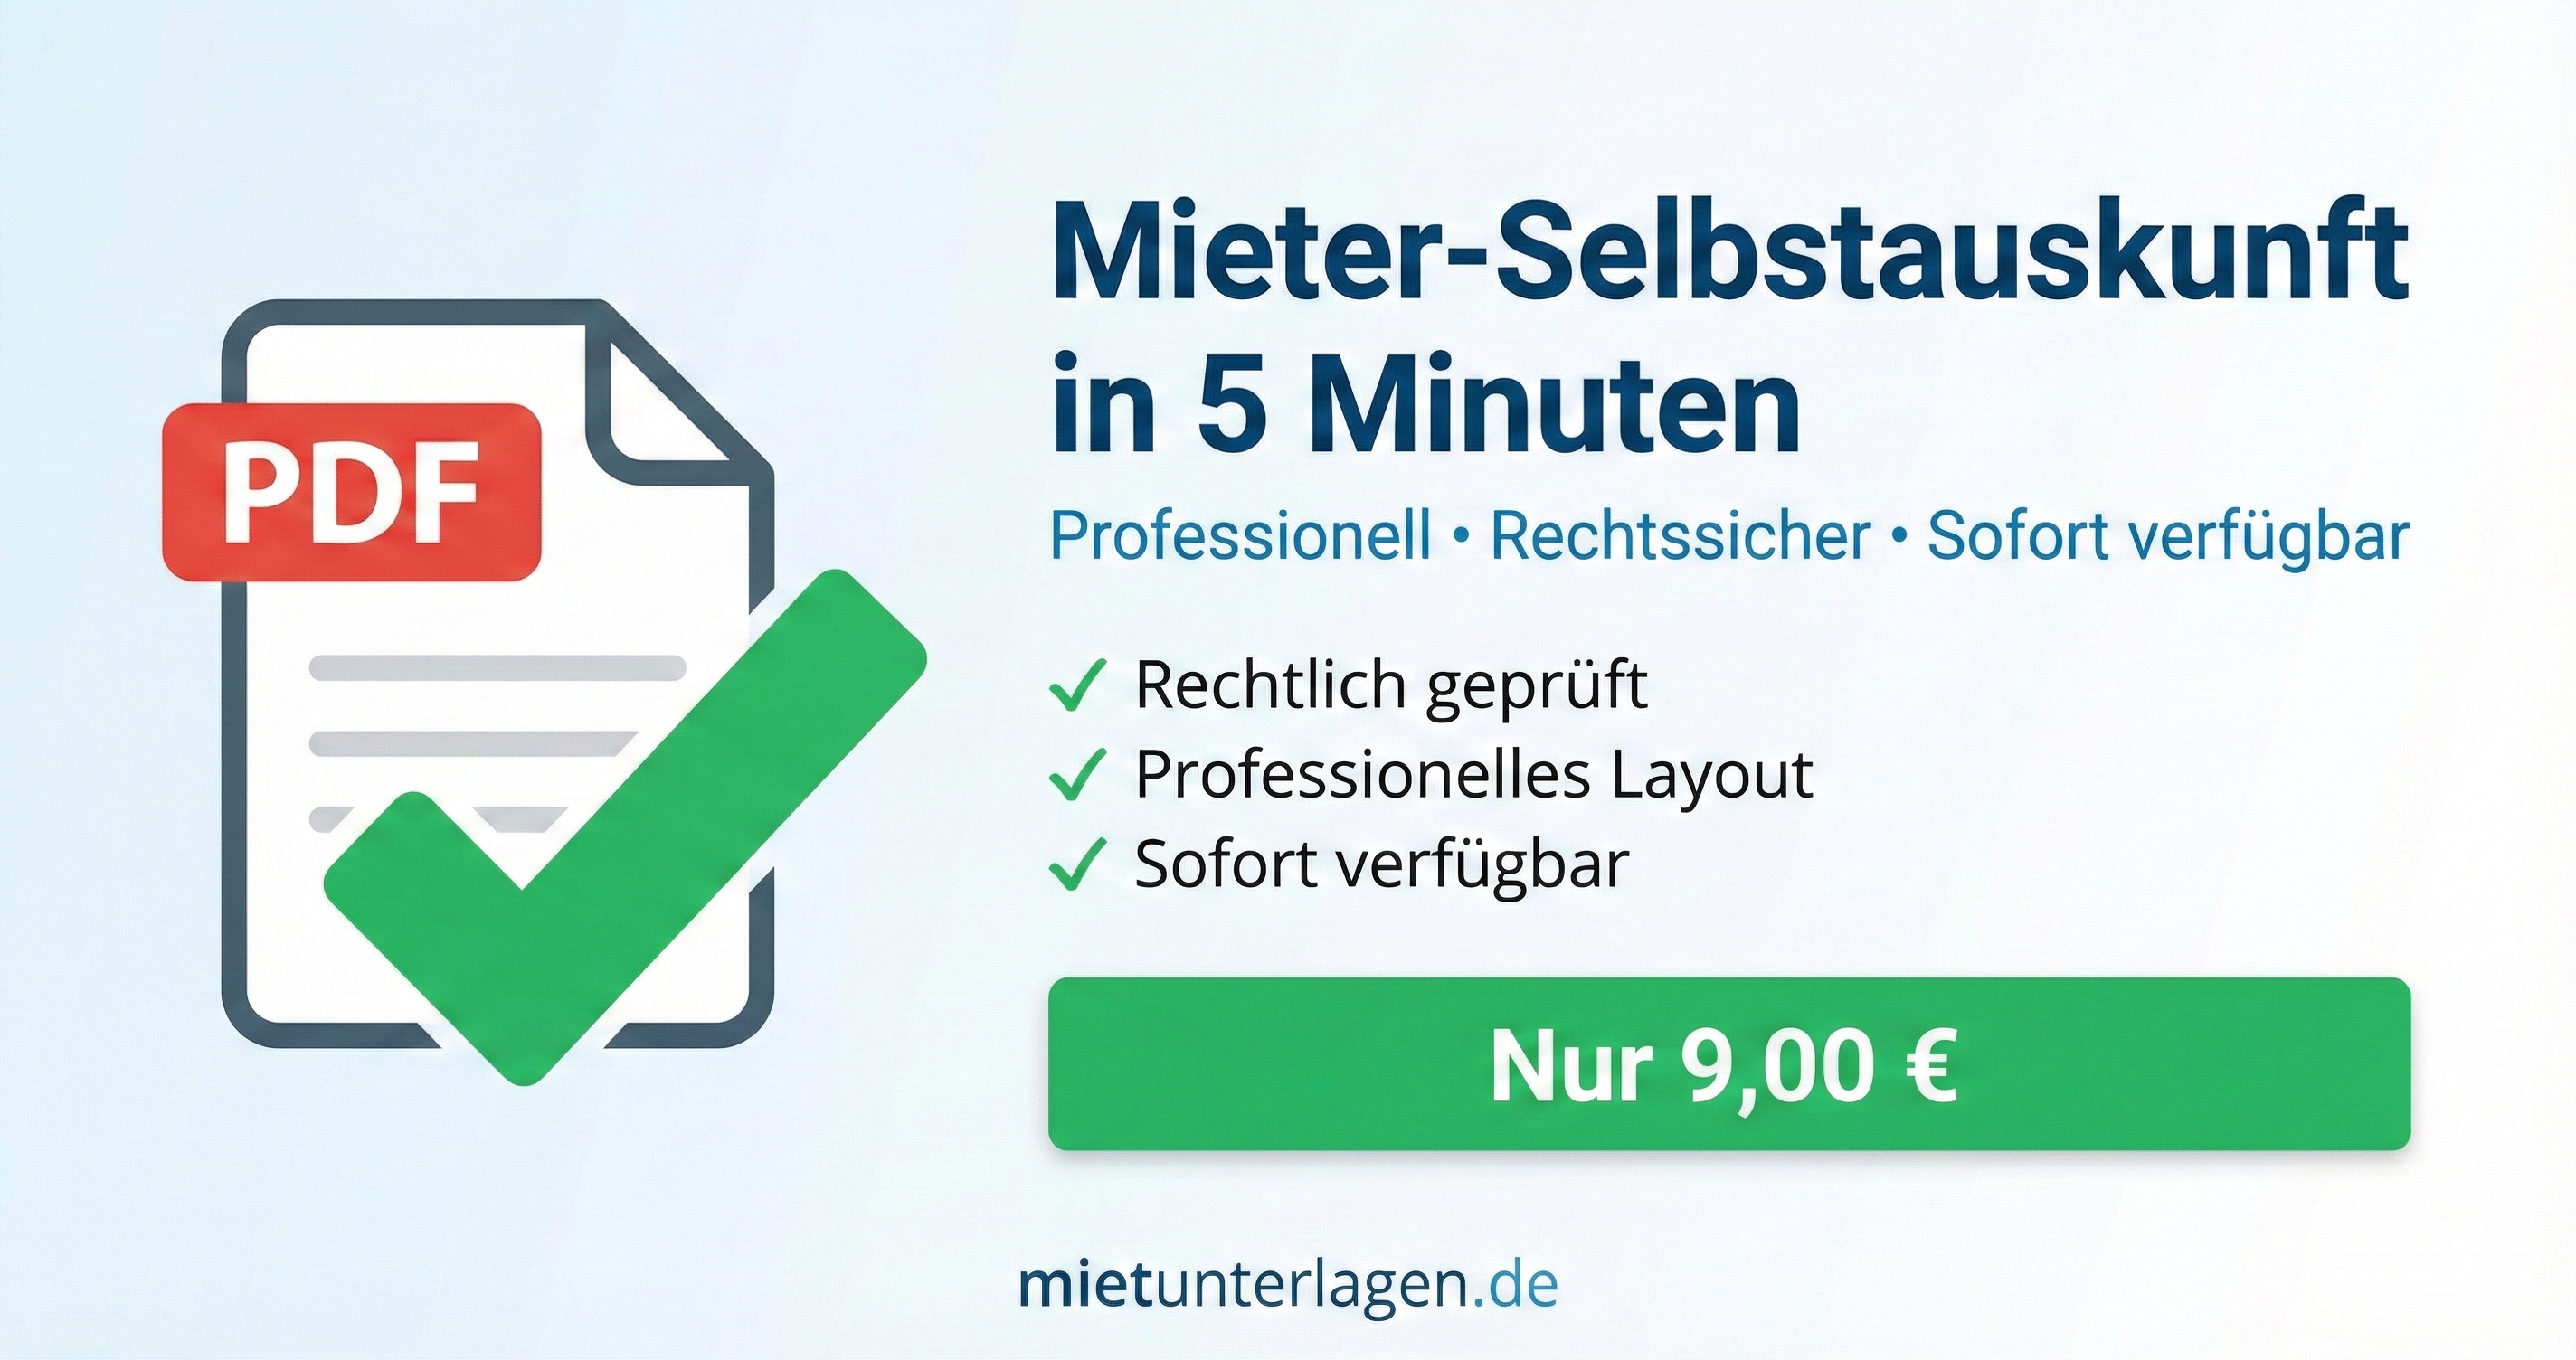 PDF
Mieter-Selbstauskunft
in 5 Minuten
Professionell • Rechtssicher • Sofort verfügbar
✓ Rechtlich geprüft
✓ Professionelles Layout
✓ Sofort verfügbar
Nur 9,00 €
mietunterlagen.de